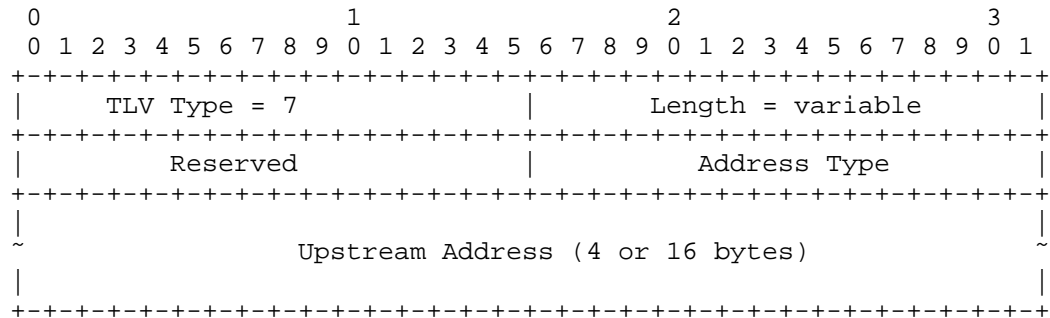 0                   1                   2                   3
 0 1 2 3 4 5 6 7 8 9 0 1 2 3 4 5 6 7 8 9 0 1 2 3 4 5 6 7 8 9 0 1
+-+-+-+-+-+-+-+-+-+-+-+-+-+-+-+-+-+-+-+-+-+-+-+-+-+-+-+-+-+-+-+-+
|     TLV Type = 7              |       Length = variable       |
+-+-+-+-+-+-+-+-+-+-+-+-+-+-+-+-+-+-+-+-+-+-+-+-+-+-+-+-+-+-+-+-+
|         Reserved              |          Address Type         |
+-+-+-+-+-+-+-+-+-+-+-+-+-+-+-+-+-+-+-+-+-+-+-+-+-+-+-+-+-+-+-+-+
|                                                               |
~                 Upstream Address (4 or 16 bytes)              ~
|                                                               |
+-+-+-+-+-+-+-+-+-+-+-+-+-+-+-+-+-+-+-+-+-+-+-+-+-+-+-+-+-+-+-+-+